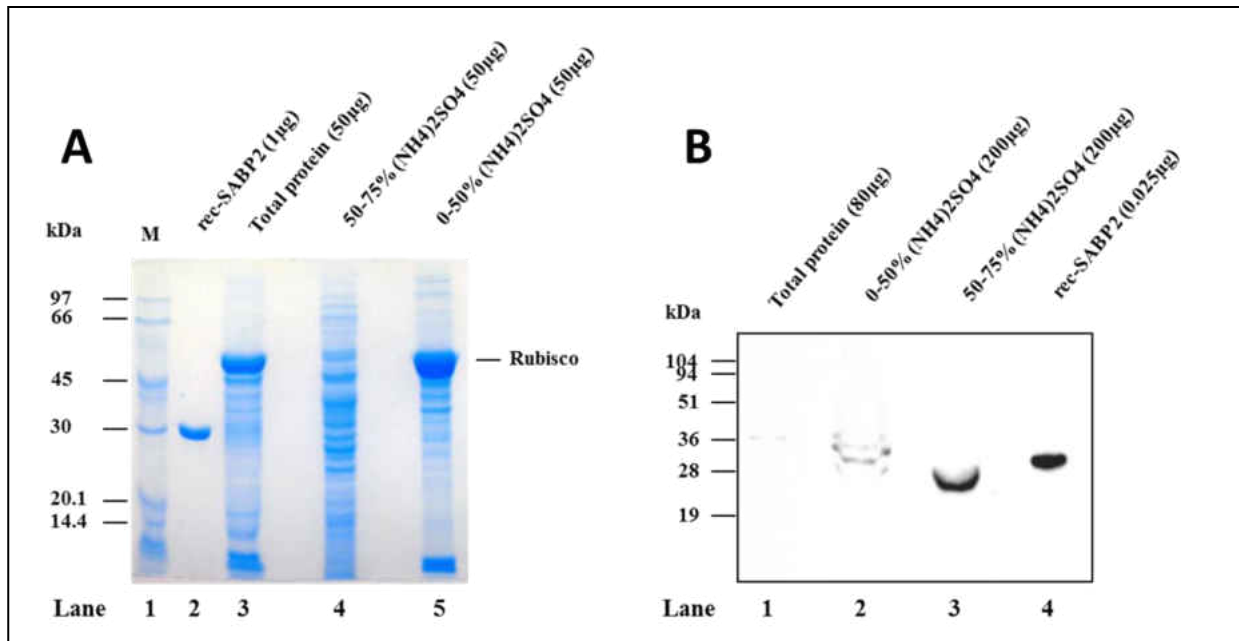 A
rec-SABP2 (1µg)
Total protein (50µg)
50-75% (NH4)2SO4 (50µg)
0-50% (NH4)2SO4 (50µg)
kDa
M
97
66
45
30
20.1
14.4
Rubisco
Lane 1 2 3 4 5
B
Total protein (80µg)
0-50% (NH4)2SO4 (200µg)
50-75% (NH4)2SO4 (200µg)
rec-SABP2 (0.025µg)
kDa
104
94
51
36
28
19
Lane 1 2 3 4